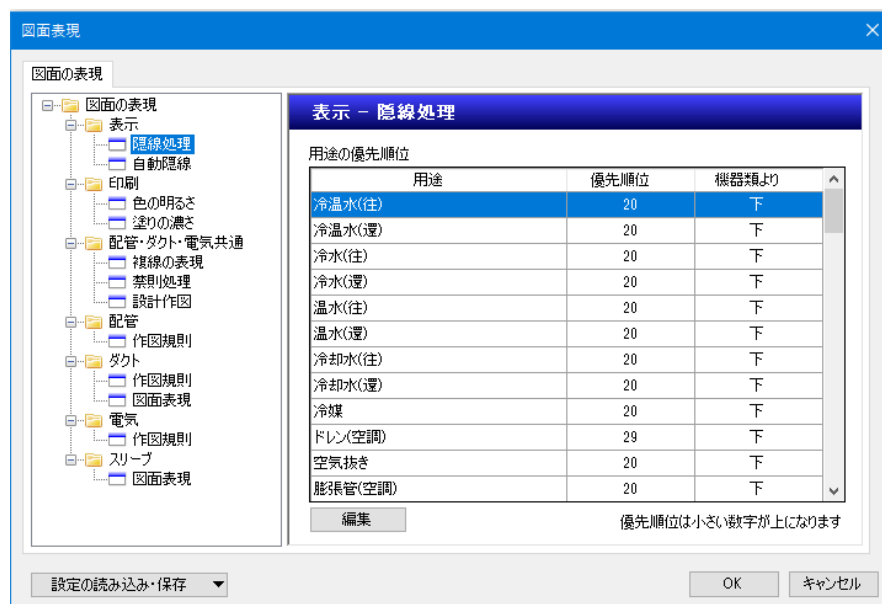 図面表現
図面の表現
図面の表現
表示
隠線処理
自動隠線
印刷
色の明るさ
塗りの濃さ
配管・ダクト・電気共通
複線の表現
禁則処理
設計作図
配管
作図規則
ダクト
作図規則
図面表現
電気
作図規則
スリーブ
図面表現
表示 - 隠線処理
用途の優先順位
用途 優先順位 機器類より
冷温水(往) 20 下
冷温水(還) 20 下
冷水(往) 20 下
冷水(還) 20 下
温水(往) 20 下
温水(還) 20 下
冷却水(往) 20 下
冷却水(還) 20 下
冷媒 20 下
ドレン(空調) 29 下
空気抜き 20 下
膨張管(空調) 20 下
編集 優先順位は小さい数字が上になります
設定の読み込み・保存 OK キャンセル